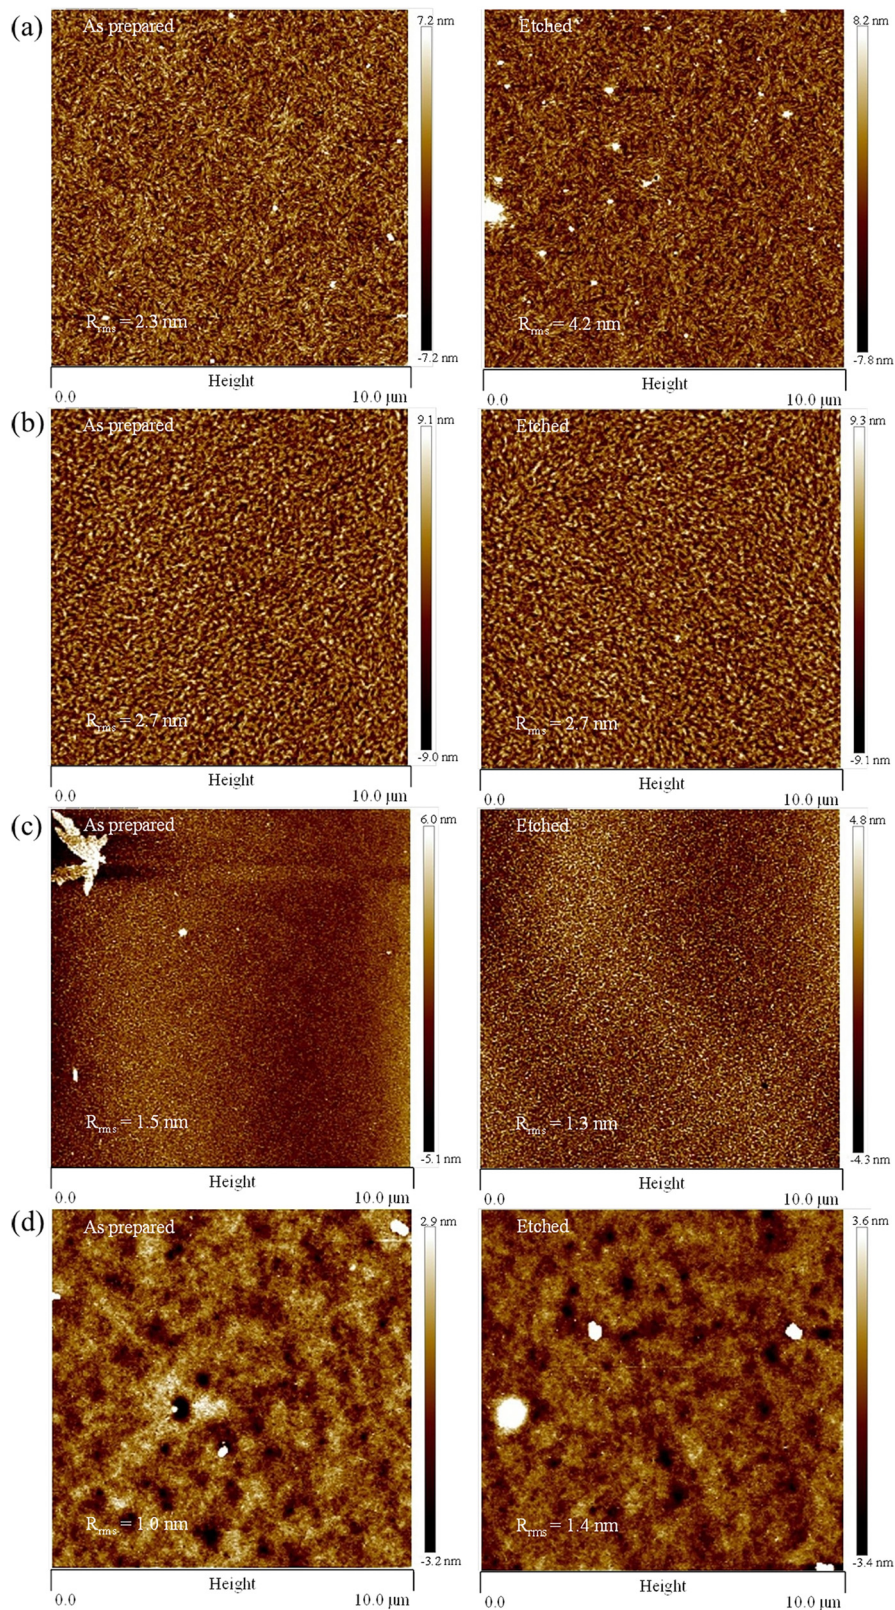 (a)
As prepared
7.2 nm
Rrms = 2.3 nm
-7.2 nm
Height
0.0
10.0 μm
Etched
8.2 nm
Rrms = 4.2 nm
-7.8 nm
Height
0.0
10.0 μm
(b)
As prepared
9.1 nm
Rrms = 2.7 nm
-9.0 nm
Height
0.0
10.0 μm
Etched
9.3 nm
Rrms = 2.7 nm
-9.1 nm
Height
0.0
10.0 μm
(c)
As prepared
6.0 nm
Rrms = 1.5 nm
-5.1 nm
Height
0.0
10.0 μm
Etched
4.8 nm
Rrms = 1.3 nm
-4.3 nm
Height
0.0
10.0 μm
(d)
As prepared
2.9 nm
Rrms = 1.0 nm
-3.2 nm
Height
0.0
10.0 μm
Etched
3.6 nm
Rrms = 1.4 nm
-3.4 nm
Height
0.0
10.0 μm